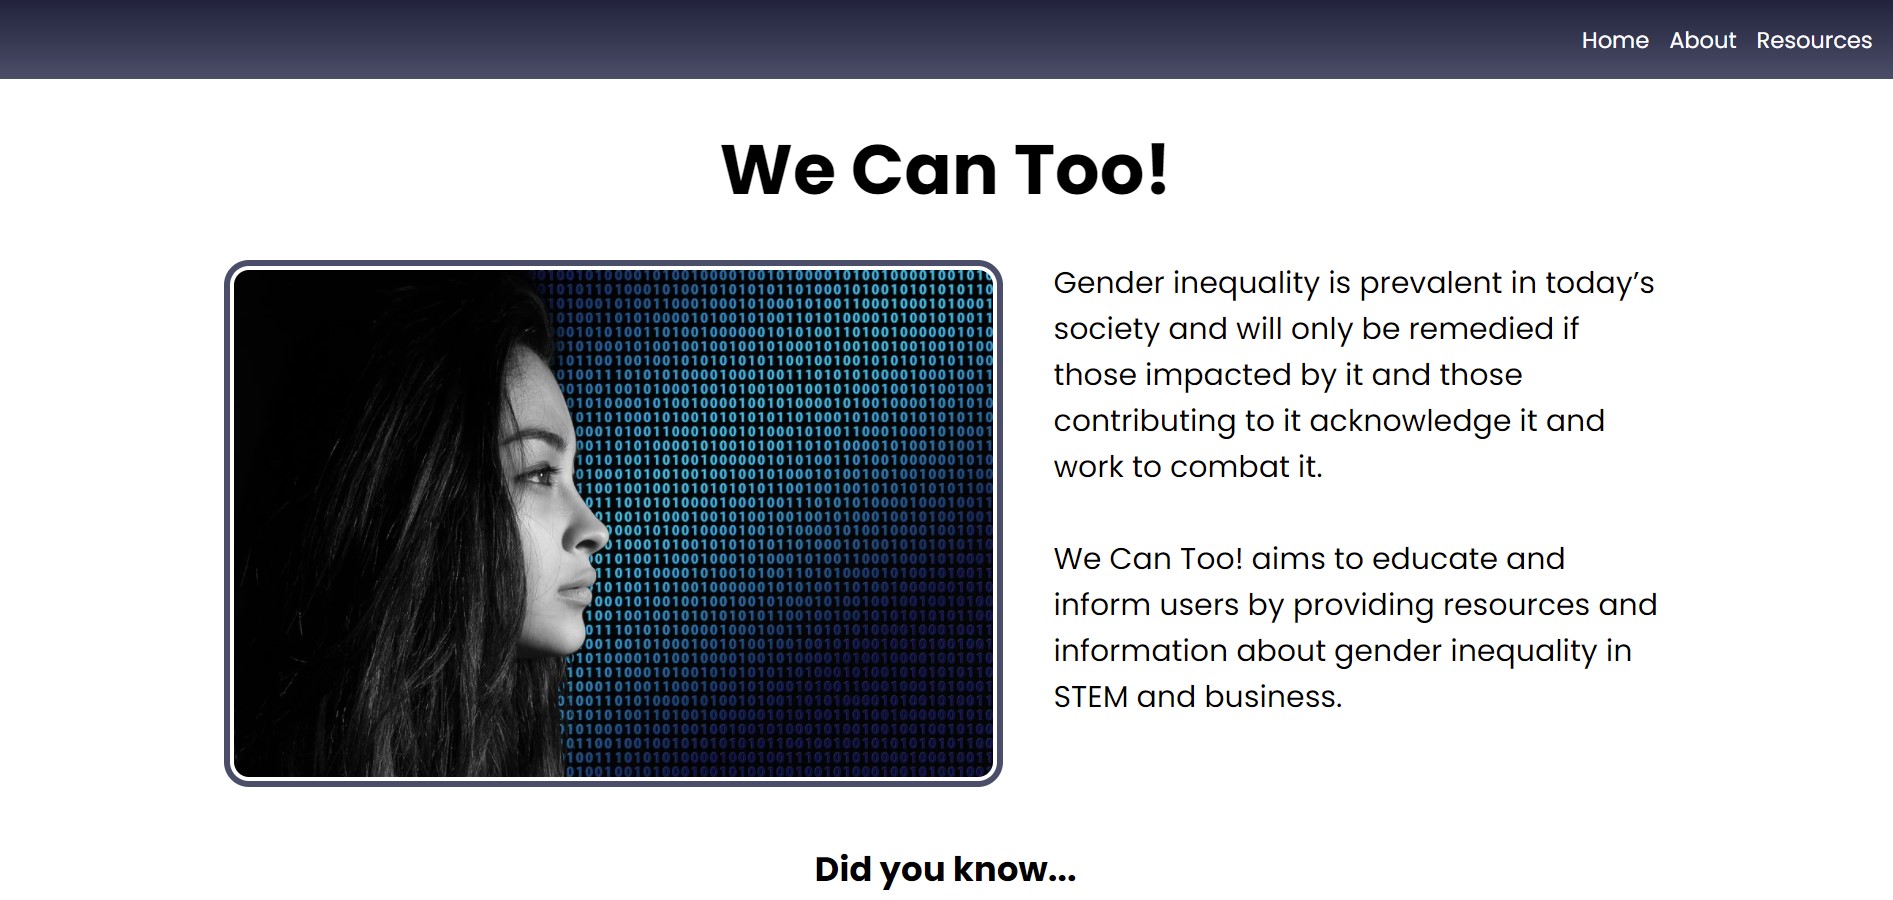 Home About Resources
We Can Too!
Gender inequality is prevalent in today’s
society and will only be remedied if
those impacted by it and those
contributing to it acknowledge it and
work to combat it.
We Can Too! aims to educate and
inform users by providing resources and
information about gender inequality in
STEM and business.
Did you know...